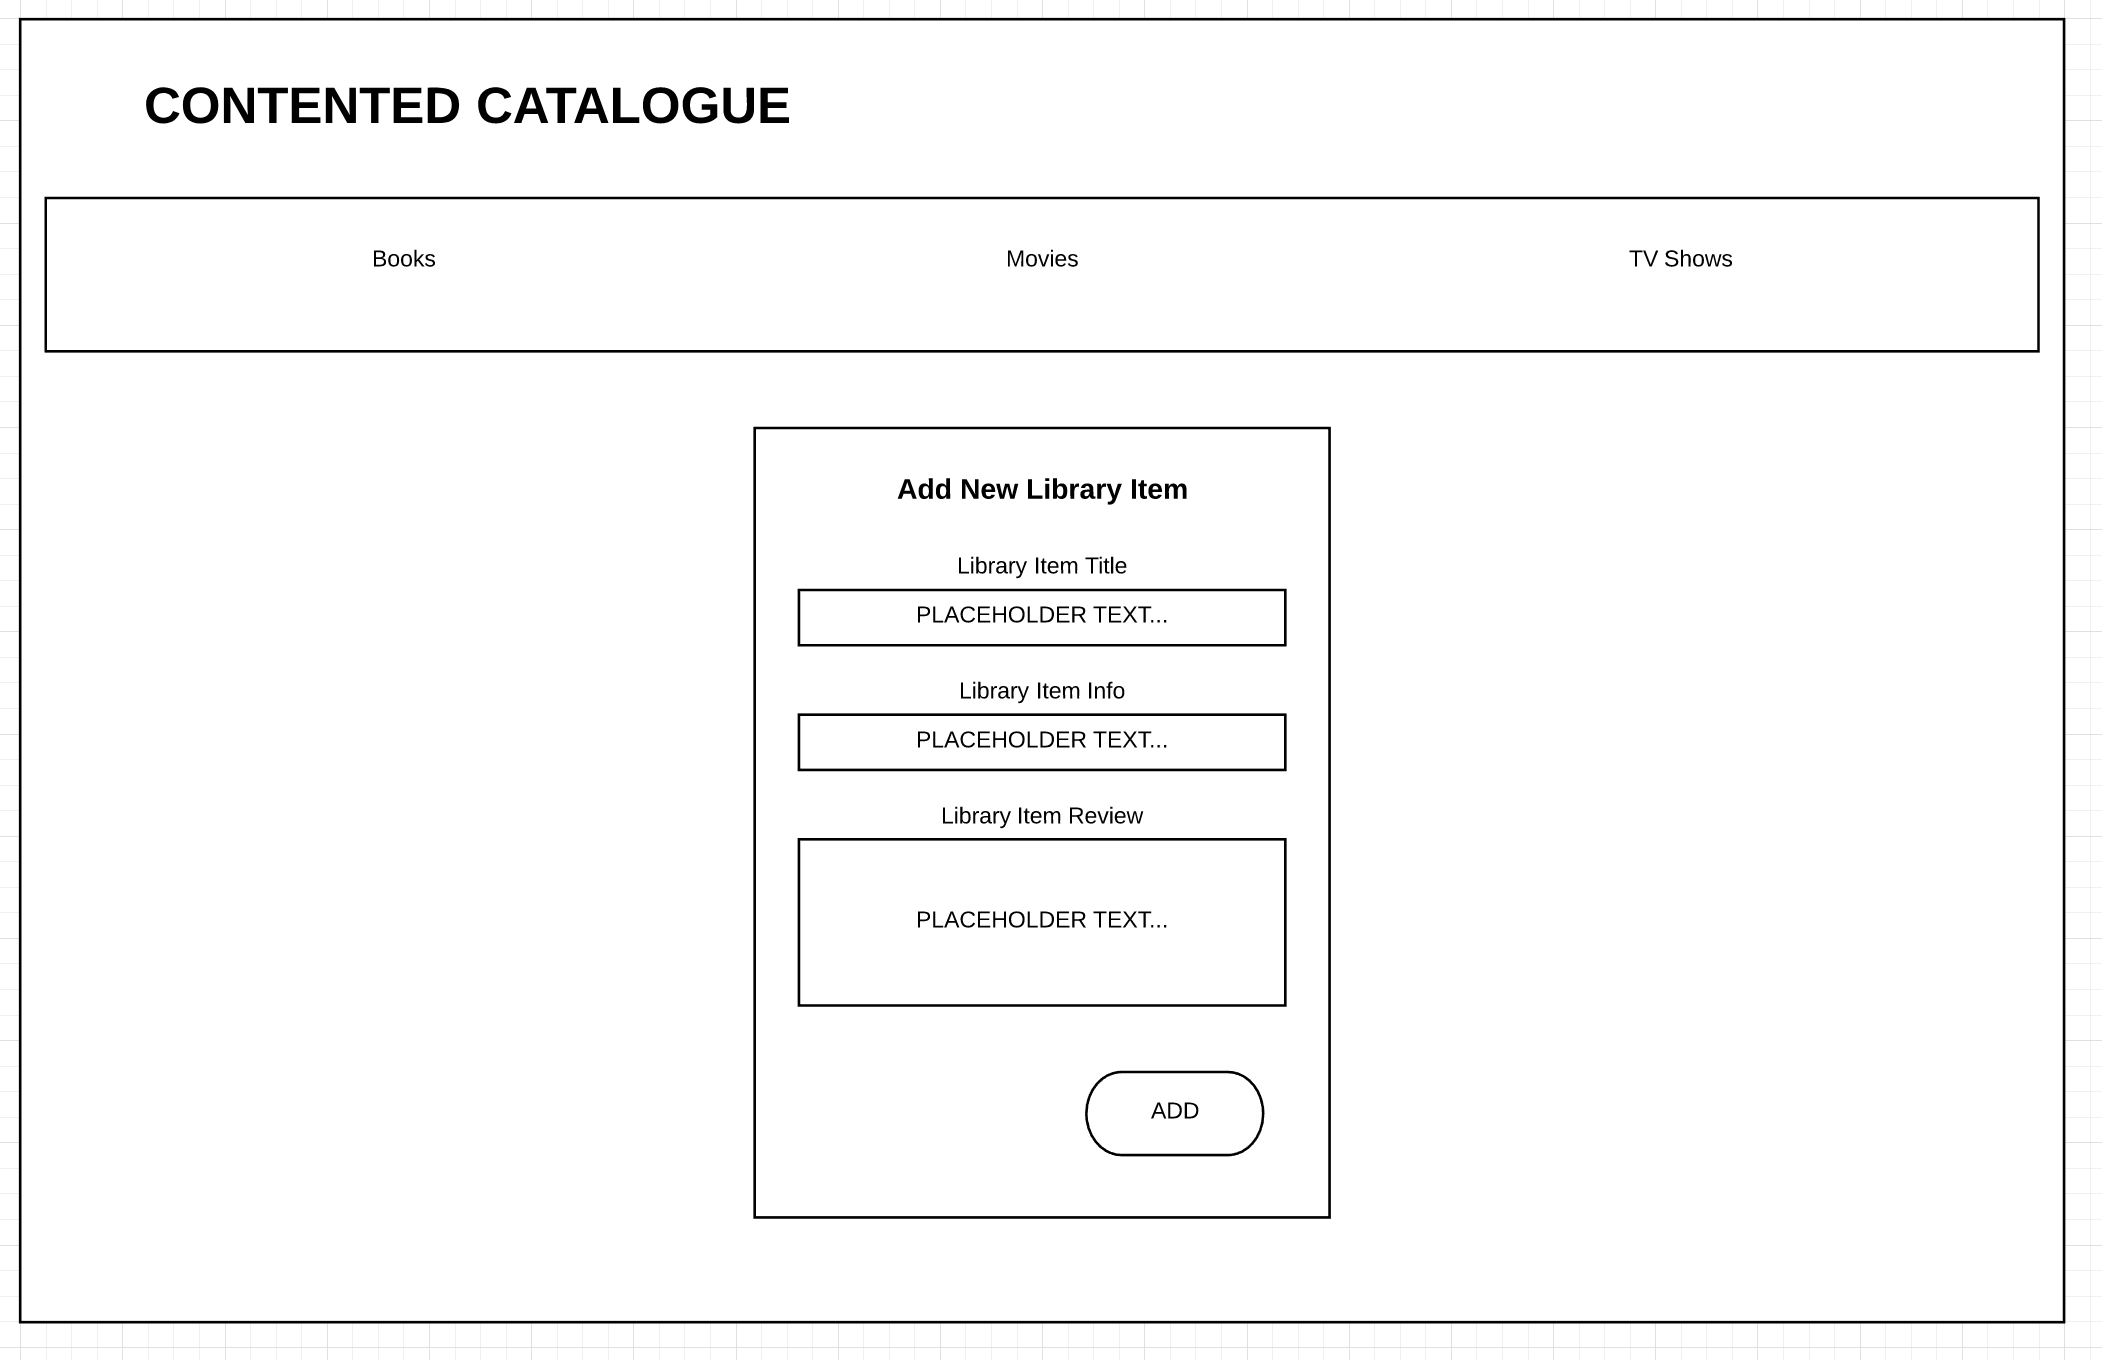 CONTENTED CATALOGUE
Books Movies TV Shows
Add New Library Item
Library Item Title
PLACEHOLDER TEXT...
Library Item Info
PLACEHOLDER TEXT...
Library Item Review
PLACEHOLDER TEXT...
ADD